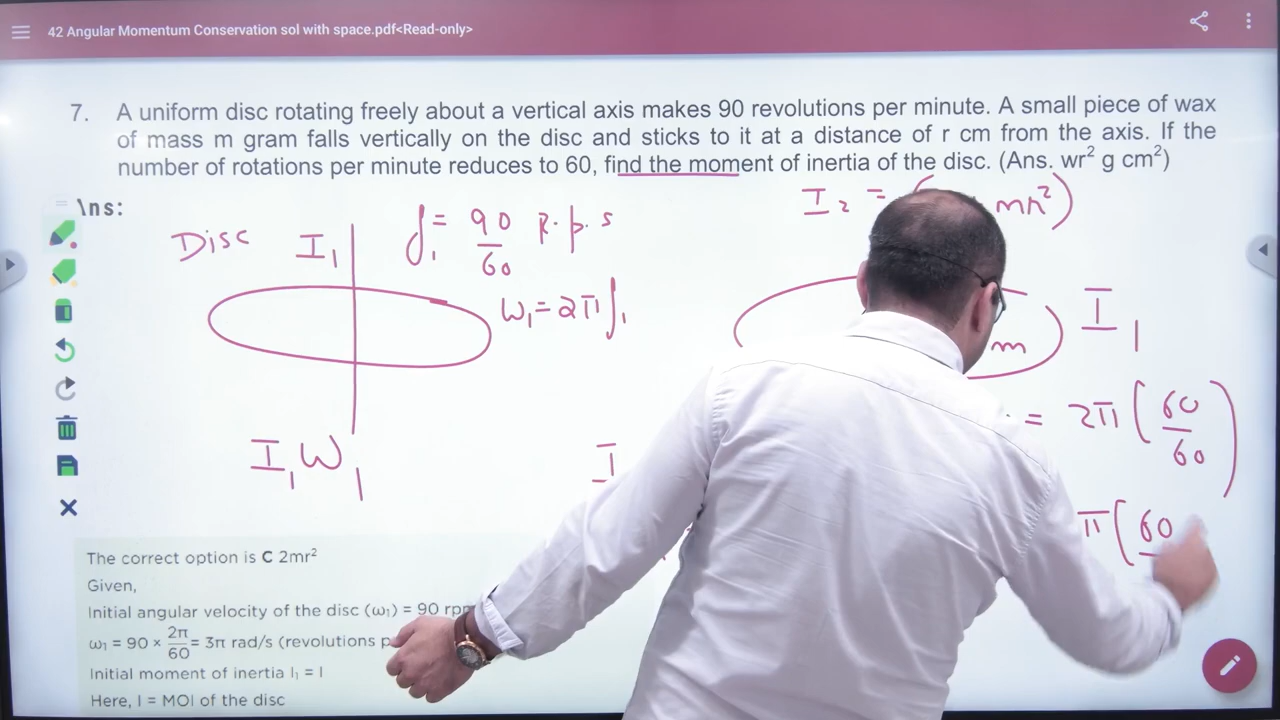 42 Angular Momentum Conservation sol with space.pdf<Read-only>
7. A uniform disc rotating freely about a vertical axis makes 90 revolutions per minute. A small piece of wax
of mass m gram falls vertically on the disc and sticks to it at a distance of r cm from the axis. If the
number of rotations per minute reduces to 60, find the moment of inertia of the disc. (Ans. wr² g cm²)
\ns:
Disc I₁ f₁ = 90/60 r.p.s
I₂ = ( mr²)
ω₁ = 2πf₁
m I₁
= 2π(60/60)
I₁ω₁ I
π(60
The correct option is C 2mr²
Given,
Initial angular velocity of the disc (ω₁) = 90 rpm
ω₁ = 90 × 2π/60 = 3π rad/s (revolutions p
Initial moment of inertia I₁ = I
Here, I = MOI of the disc